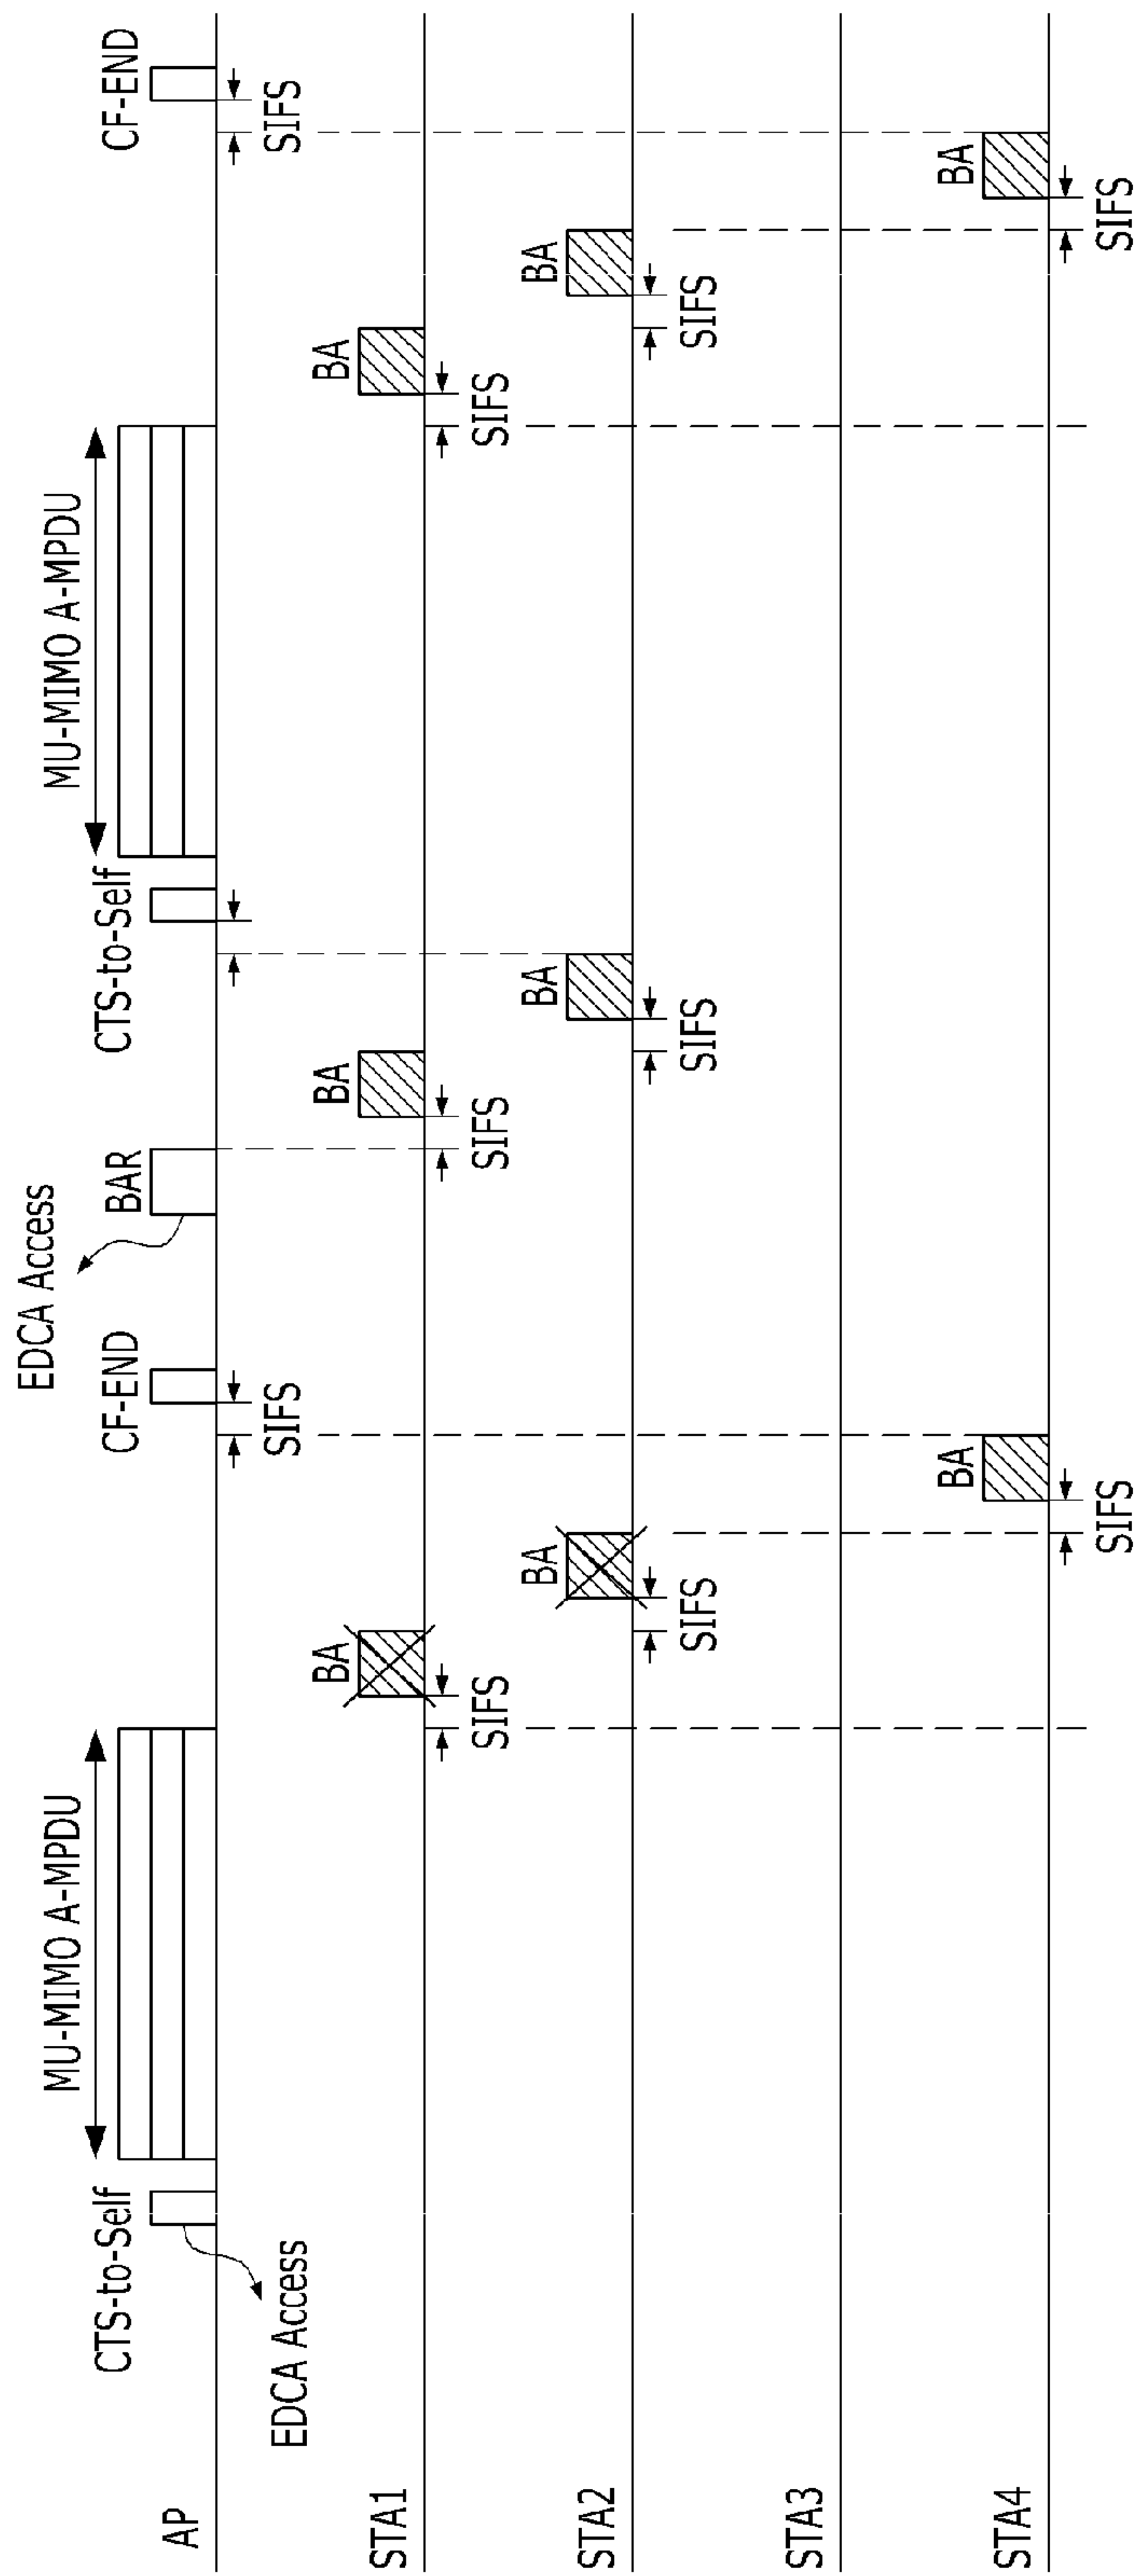 EDCA Access
MU-MIMO A-MPDU
MU-MIMO A-MPDU
CTS-to-Self
CF-END
BAR
CTS-to-Self
CF-END
AP
EDCA Access
SIFS
SIFS
BA
BA
BA
STA1
SIFS
SIFS
SIFS
BA
BA
BA
STA2
SIFS
SIFS
SIFS
STA3
BA
BA
STA4
SIFS
SIFS